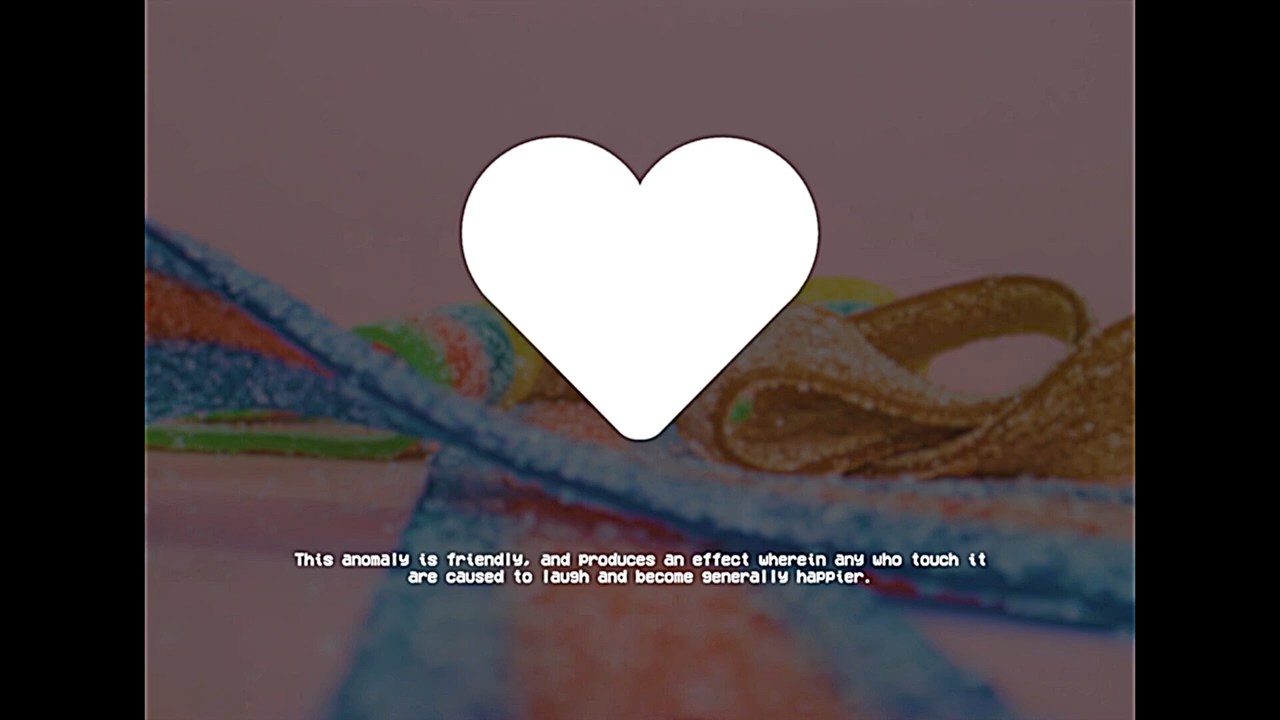 This anomaly is friendly, and produces an effect wherein any who touch it
are caused to laugh and become generally happier.